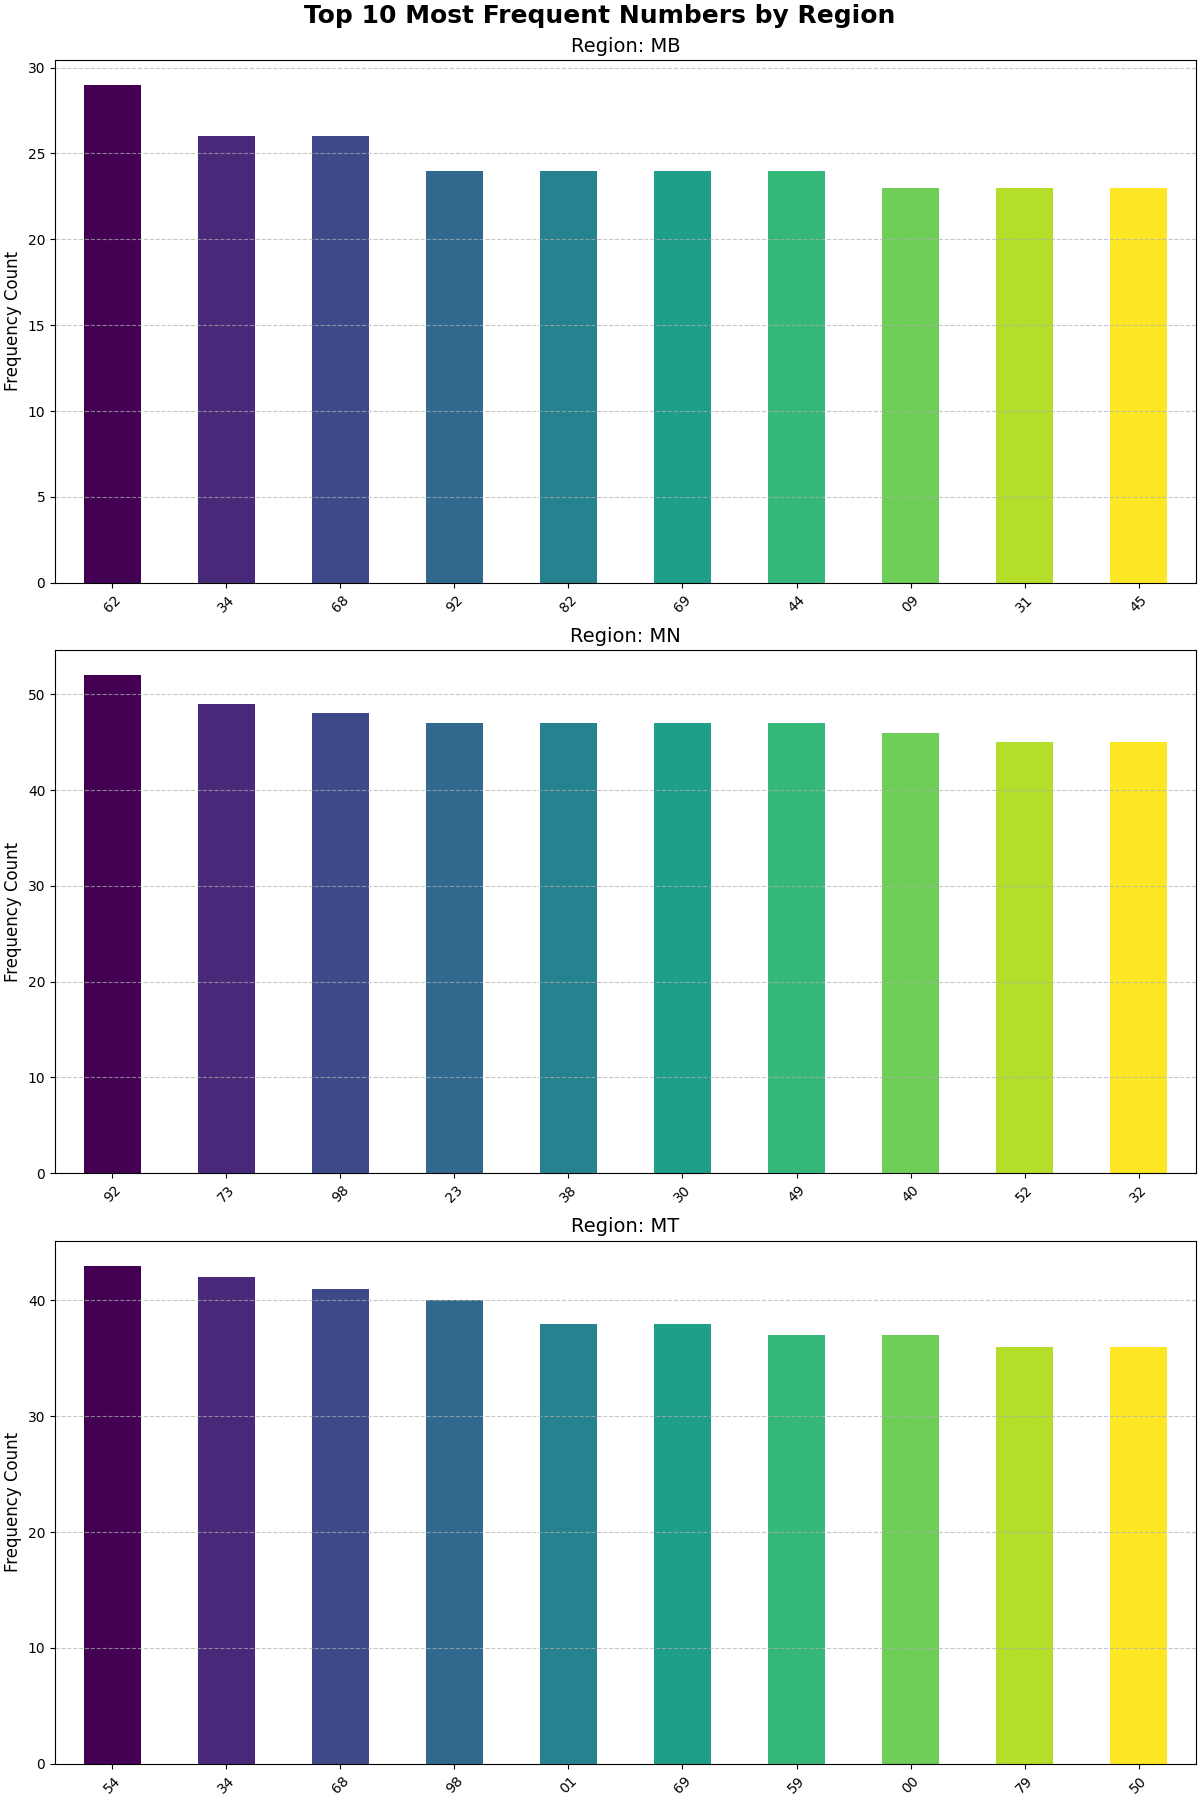 Top 10 Most Frequent Numbers by Region
Region: MB
Frequency Count
30
25
20
15
10
5
0
62 34 68 92 82 69 44 09 31 45
Region: MN
Frequency Count
50
40
30
20
10
0
92 73 98 23 38 30 49 40 52 32
Region: MT
Frequency Count
40
30
20
10
0
54 34 68 98 01 69 59 00 79 50